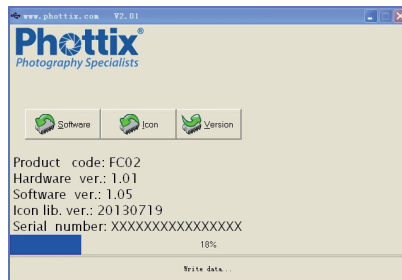 www.phottix.com V2.01
Phottix®
Photography Specialists
Software Icon Version
Product code: FC02
Hardware ver.: 1.01
Software ver.: 1.05
Icon lib. ver.: 20130719
Serial number: XXXXXXXXXXXXXXXX
18%
Write data...